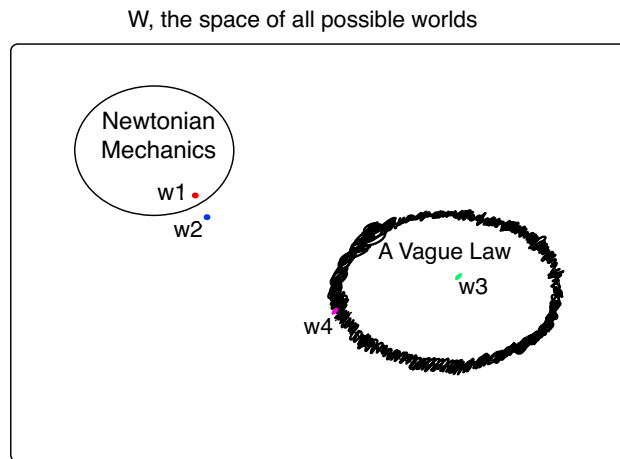 W, the space of all possible worlds
Newtonian
Mechanics
w1
w2
A Vague Law
w3
w4